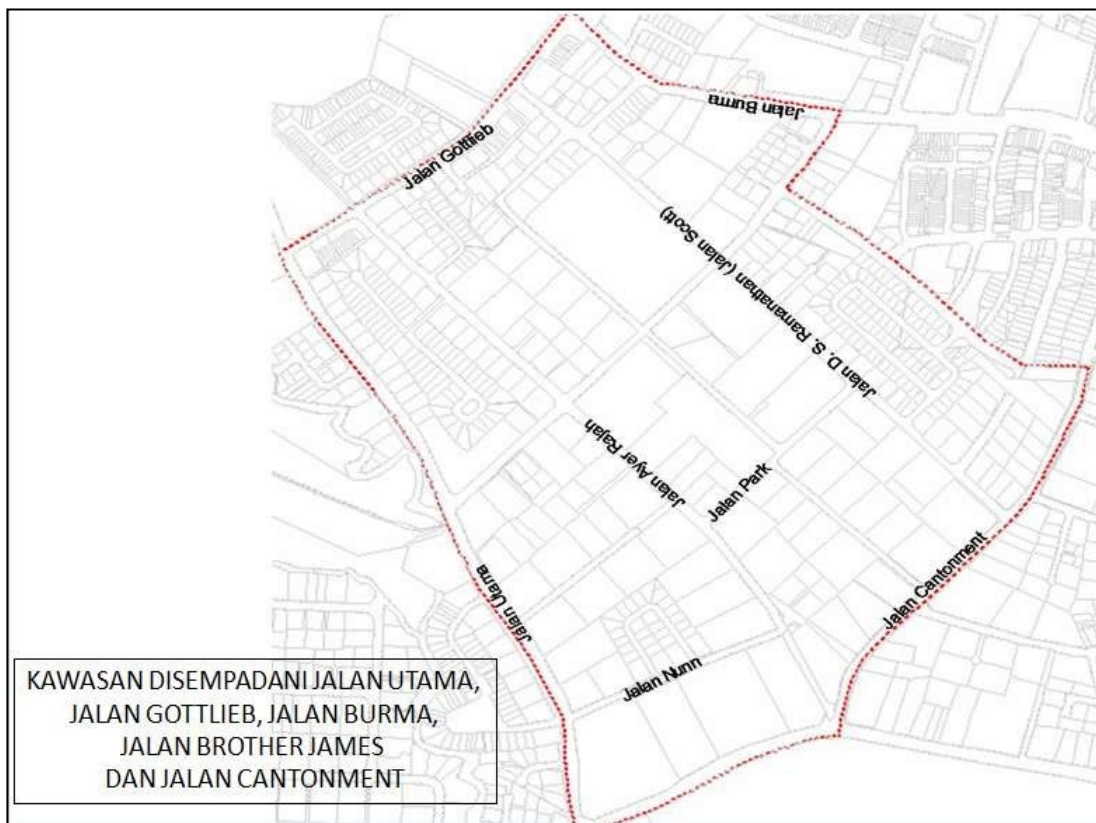 Jalan Burma
Jalan Gottlieb
Jalan D. S. Ramanathan (Jalan Scott)
Jalan Ayer Rajah
Jalan Park
Jalan Cantonment
Jalan Utama
Jalan Nunn
KAWASAN DISEMPADANI JALAN UTAMA,
JALAN GOTTLIEB, JALAN BURMA,
JALAN BROTHER JAMES
DAN JALAN CANTONMENT